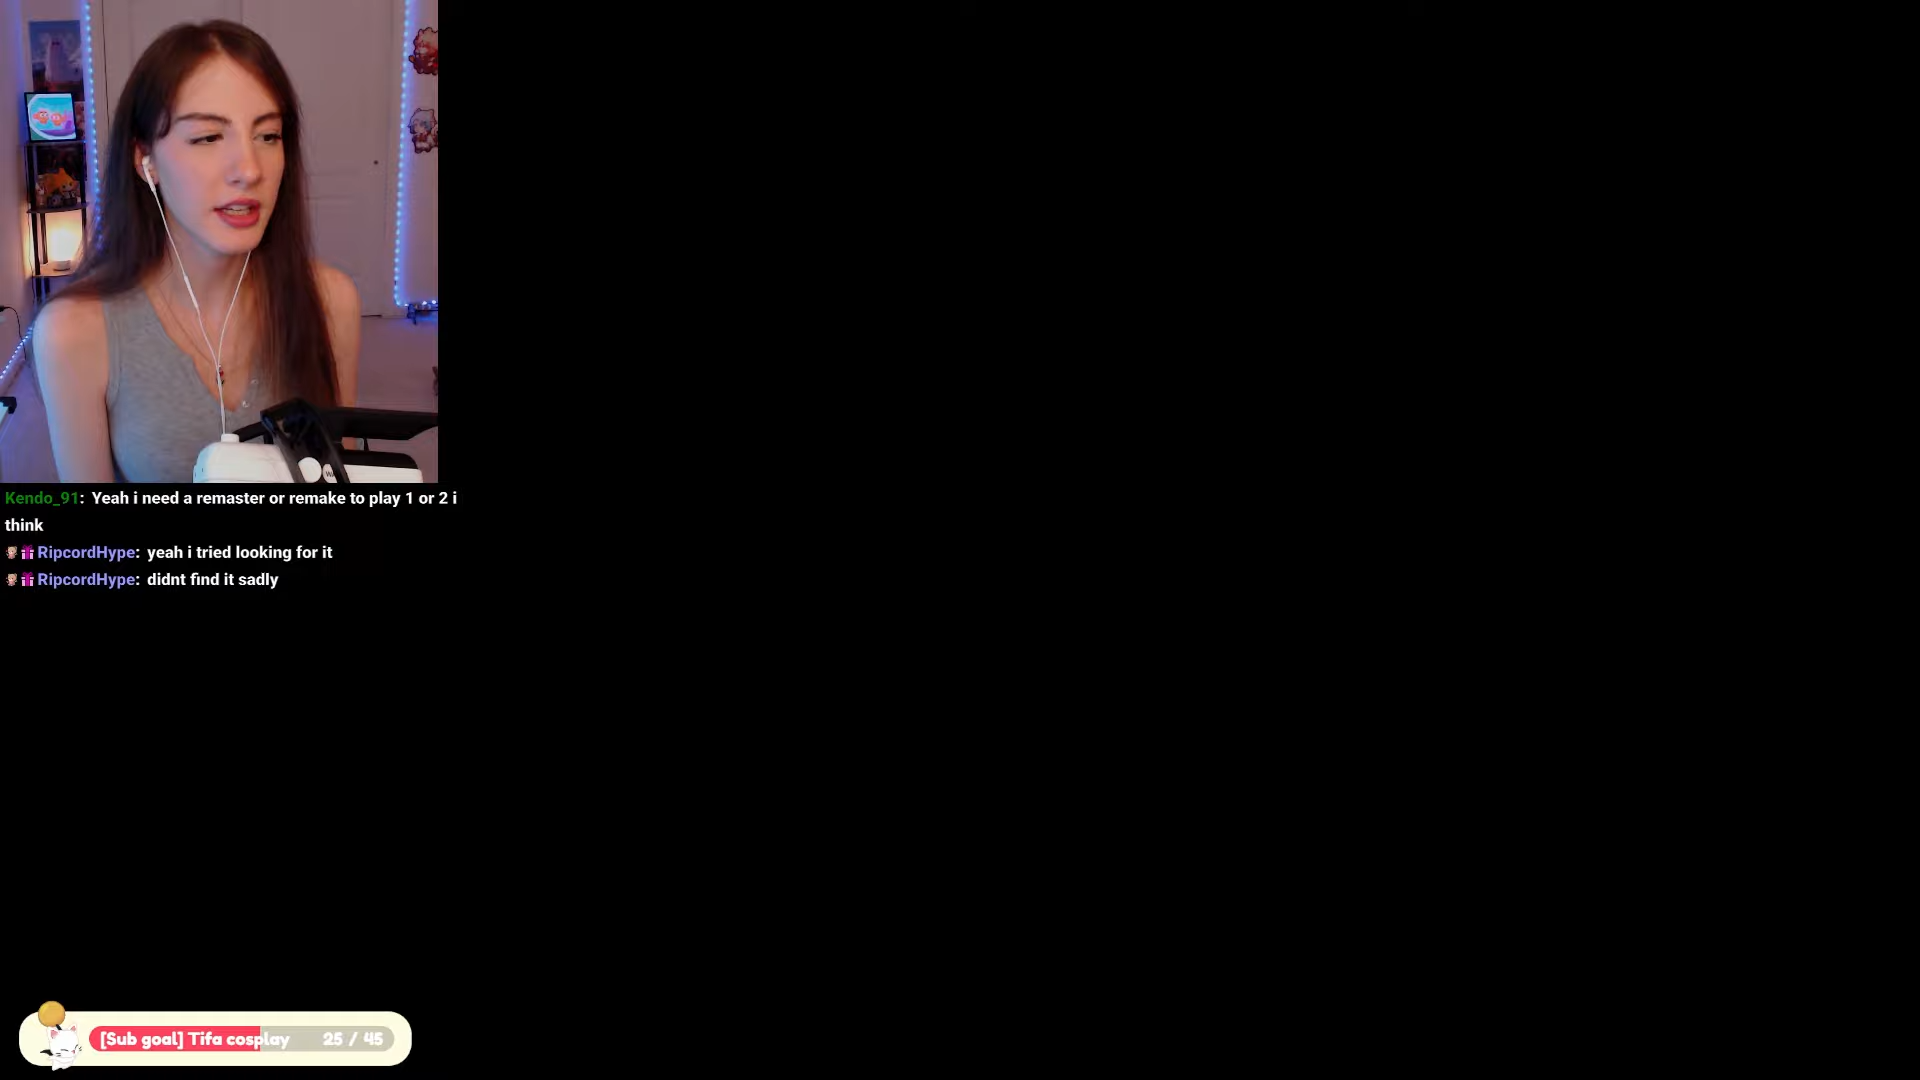 Kendo_91: Yeah i need a remaster or remake to play 1 or 2 i
think
RipcordHype: yeah i tried looking for it
RipcordHype: didnt find it sadly
[Sub goal] Tifa cosplay 25 / 45